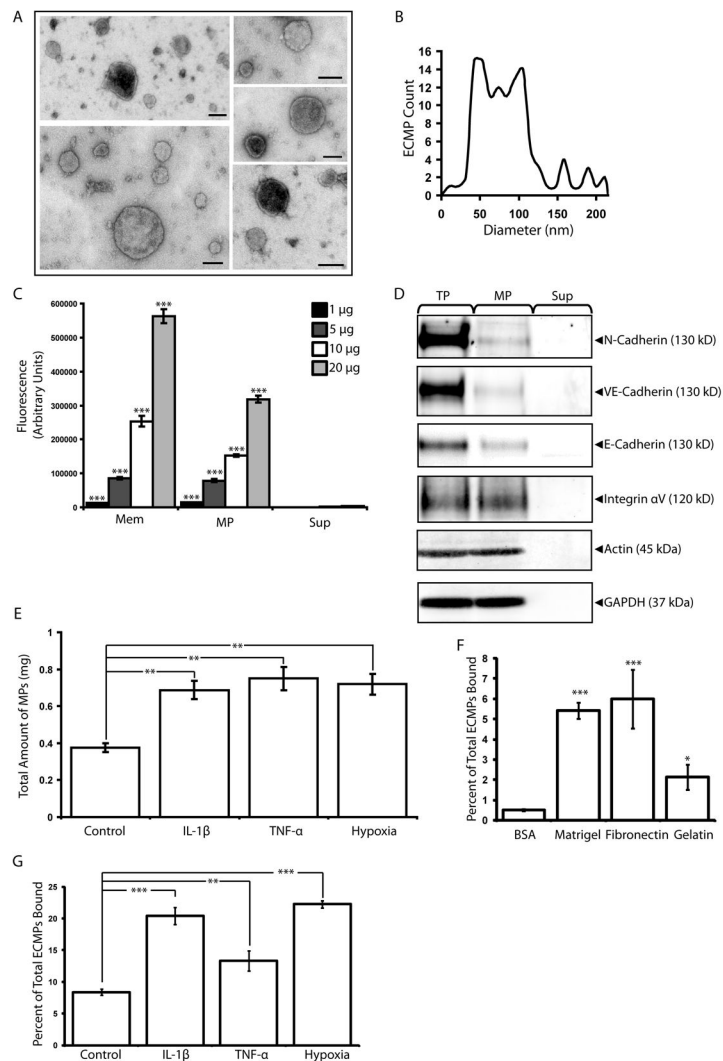 A
B
ECMP Count
16
14
12
10
8
6
4
2
0
0
50
100
150
200
Diameter (nm)
C
Fluorescence
(Arbitrary Units)
600000
500000
400000
300000
200000
100000
0
***
***
***
***
***
***
***
***
1 μg
5 μg
10 μg
20 μg
Mem
MP
Sup
D
TP
MP
Sup
N-Cadherin (130 kD)
VE-Cadherin (130 kD)
E-Cadherin (130 kD)
Integrin αV (120 kD)
Actin (45 kDa)
GAPDH (37 kDa)
E
Total Amount of MPs (mg)
1
0.8
0.6
0.4
0.2
0
**
**
**
Control
IL-1β
TNF-α
Hypoxia
F
Percent of Total ECMPs Bound
8
7
6
5
4
3
2
1
0
***
***
*
BSA
Matrigel
Fibronectin
Gelatin
G
Percent of Total ECMPs Bound
25
20
15
10
5
0
***
**
***
Control
IL-1β
TNF-α
Hypoxia